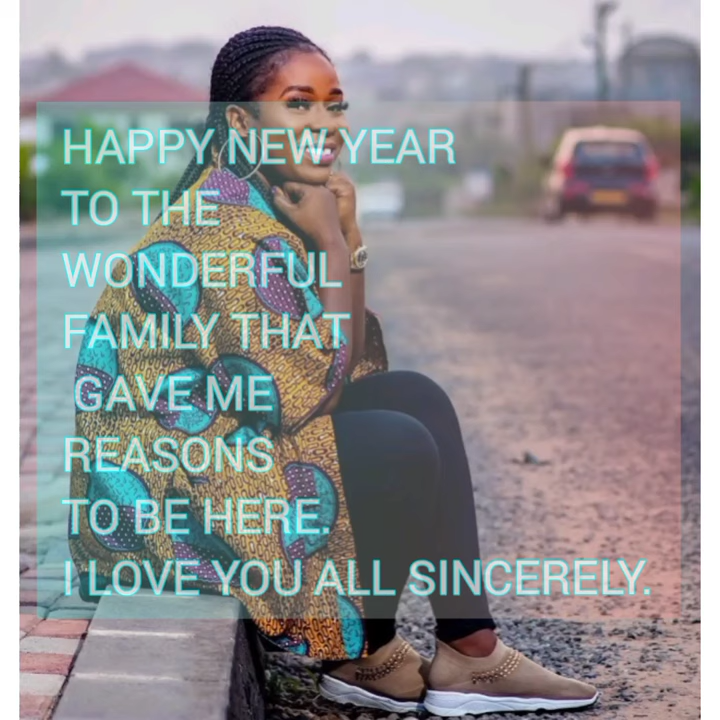 HAPPY NEW YEAR
TO THE
WONDERFUL
FAMILY THAT
GAVE ME
REASONS
TO BE HERE.
I LOVE YOU ALL SINCERELY.